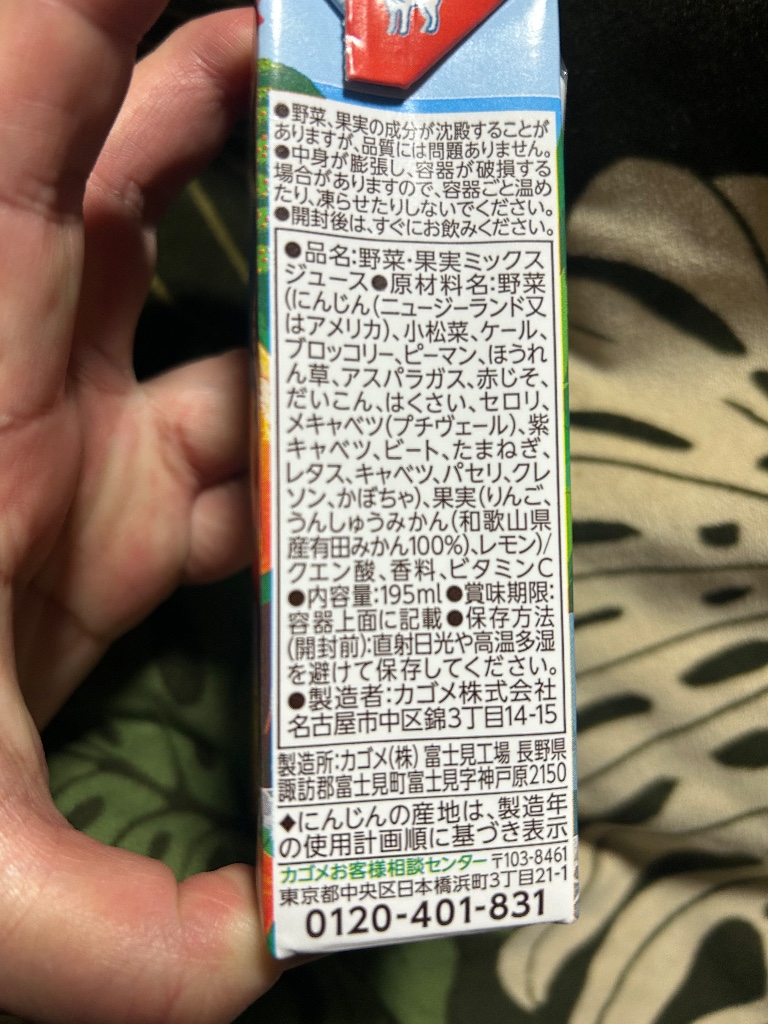 ●野菜、果実の成分が沈殿することが
ありますが、品質には問題ありません。
●中身が膨張し、容器が破損する
場合がありますので、容器ごと温め
たり、凍らせたりしないでください。
●開封後は、すぐにお飲みください。
●品名:野菜・果実ミックス
ジュース●原材料名:野菜
(にんじん(ニュージーランド又
はアメリカ)、小松菜、ケール、
ブロッコリー、ピーマン、ほうれ
ん草、アスパラガス、赤じそ、
だいこん、はくさい、セロリ、
メキャベツ(プチヴェール)、紫
キャベツ、ビート、たまねぎ、
レタス、キャベツ、パセリ、クレ
ソン、かぼちゃ)、果実(りんご、
うんしゅうみかん(和歌山県
産有田みかん100%)、レモン)/
クエン酸、香料、ビタミンC
●内容量:195ml●賞味期限:
容器上面に記載●保存方法
(開封前):直射日光や高温多湿
を避けて保存してください。
●製造者:カゴメ株式会社
名古屋市中区錦3丁目14-15
製造所:カゴメ(株) 富士見工場 長野県
諏訪郡富士見町富士見字神戸原2150
◆にんじんの産地は、製造年
の使用計画順に基づき表示
カゴメお客様相談センター 〒103-8461
東京都中央区日本橋浜町3丁目21-1
0120-401-831